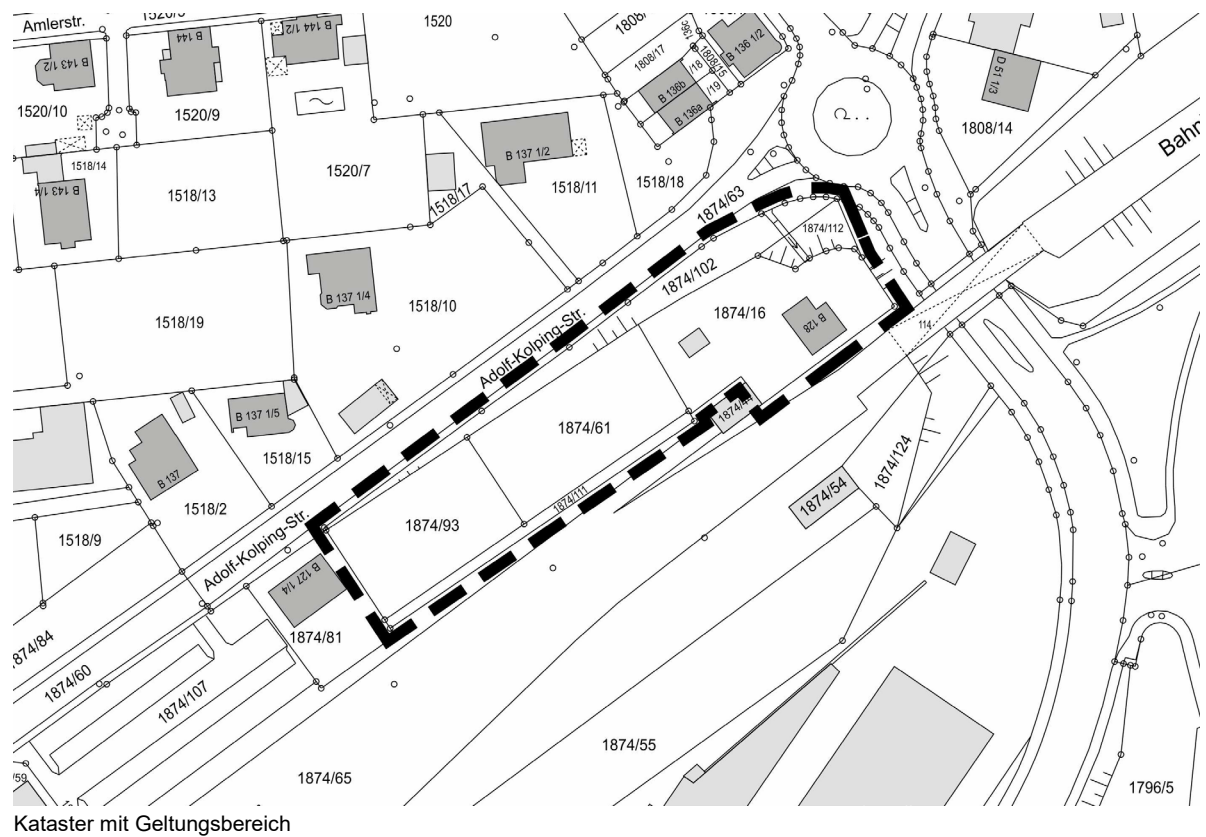 Amlerstr.
B 143 1/2
B 144
B 144 1/2
1520
1808/17
/18
1808/15
/19
B 136 1/2
B 136b
B 136a
D 51 1/3
1808/14
Bahn
1520/10
1520/9
1518/14
B 143 1/4
1518/13
1520/7
B 137 1/2
1518/11
1518/17
1518/18
1874/63
1874/112
1874/102
B 137 1/4
1518/10
1518/19
1874/16
B 128
114
Adolf-Kolping-Str.
B 137 1/5
1518/15
1874/61
B 137
1518/2
1874/111
1874/124
1874/54
1518/9
Adolf-Kolping-Str.
1874/93
B 127 1/4
1874/81
1874/84
1874/60
1874/107
1874/55
1874/65
/59
1796/5
Kataster mit Geltungsbereich